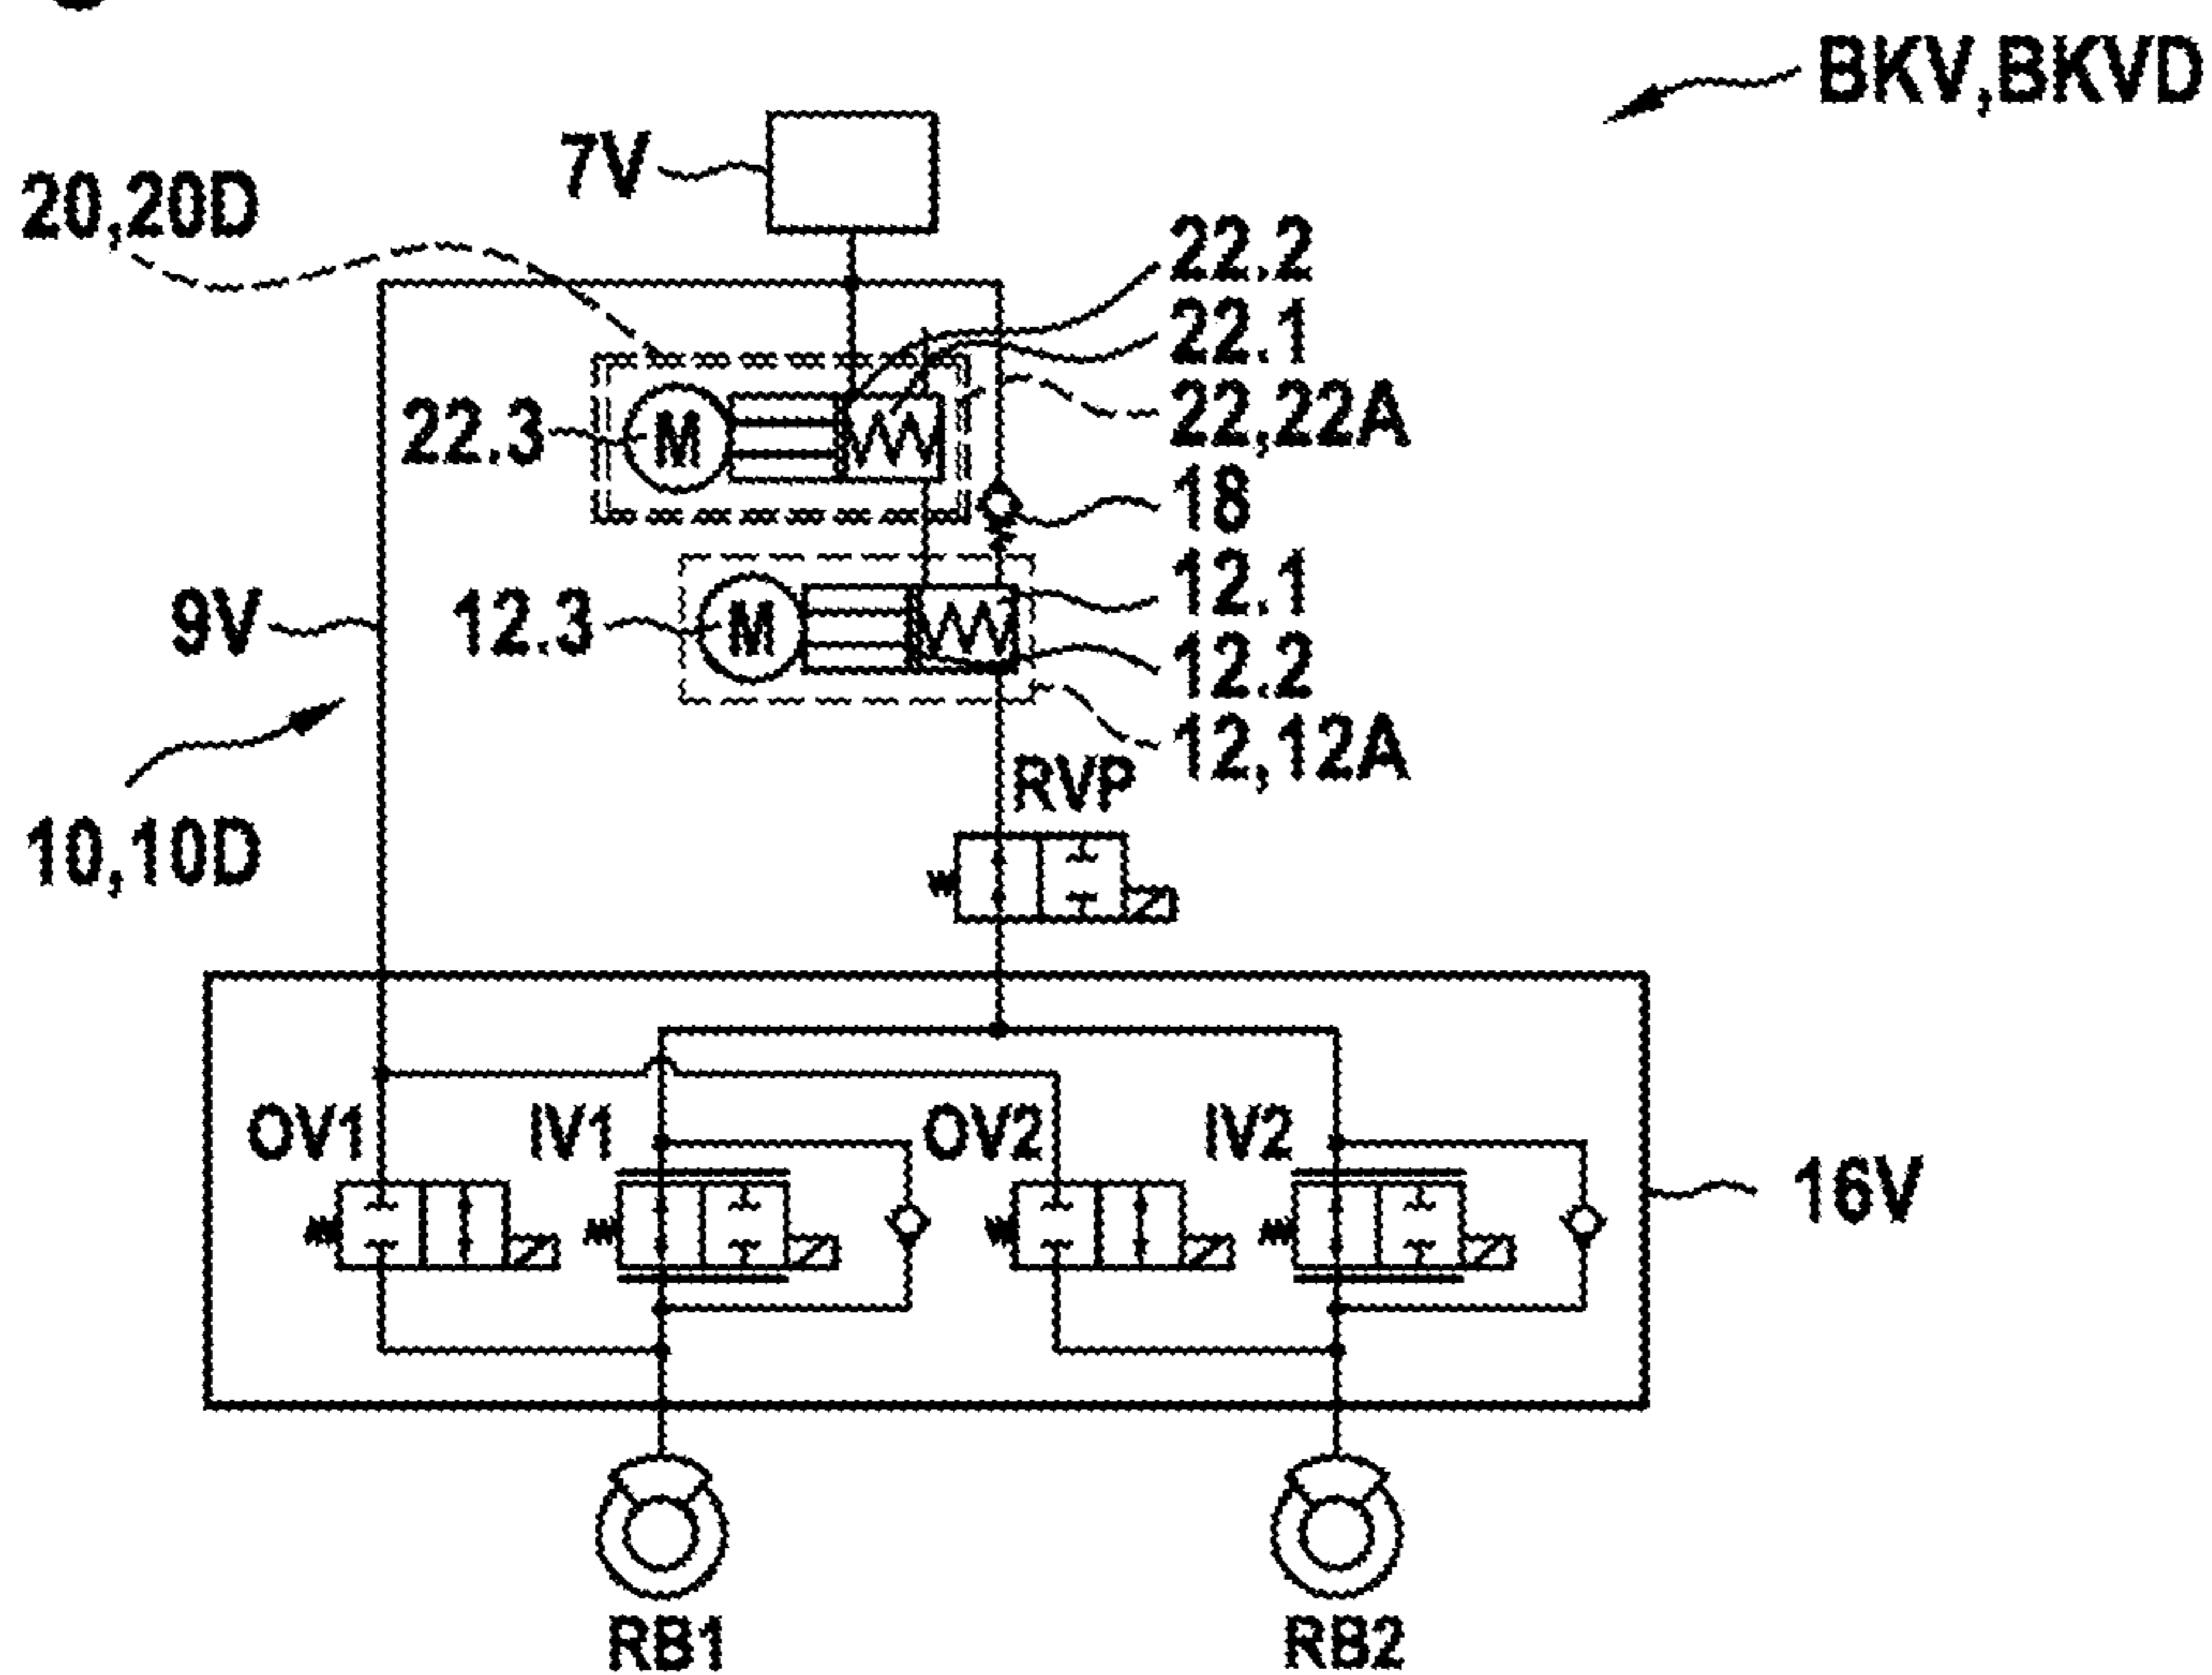 BKV,BKVD
7V
20,20D
22.2
22.1
22,22A
22.3
M
18
12.1
9V
12.3
M
12.2
12,12A
RVP
10,10D
OV1
IV1
OV2
IV2
16V
RB1
RB2